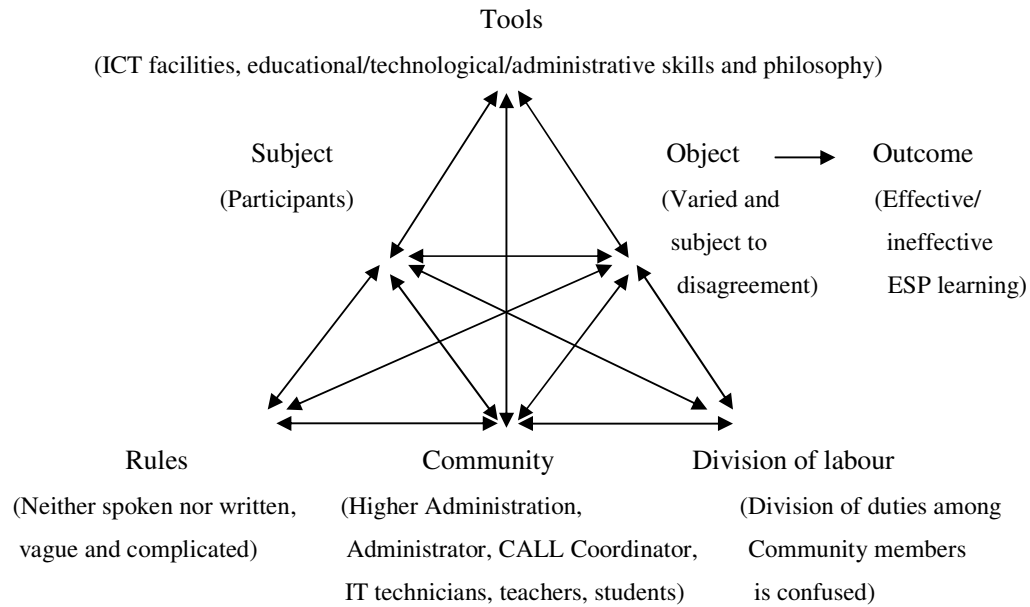 Tools
(ICT facilities, educational/technological/administrative skills and philosophy)
Subject
(Participants)
Object
(Varied and
subject to
disagreement)
Outcome
(Effective/
ineffective
ESP learning)
Rules
(Neither spoken nor written,
vague and complicated)
Community
(Higher Administration,
Administrator, CALL Coordinator,
IT technicians, teachers, students)
Division of labour
(Division of duties among
Community members
is confused)